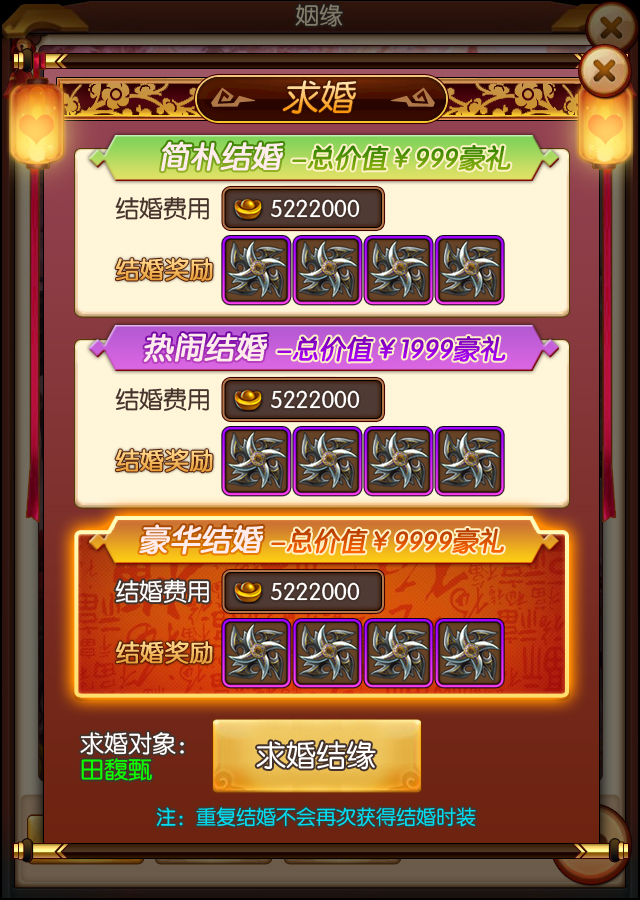 姻缘
求婚
简朴结婚 –总价值￥999豪礼
结婚费用 5222000
结婚奖励
热闹结婚 –总价值￥1999豪礼
结婚费用 5222000
结婚奖励
豪华结婚 –总价值￥9999豪礼
结婚费用 5222000
结婚奖励
求婚对象：
田馥甄
求婚结缘
注：重复结婚不会再次获得结婚时装